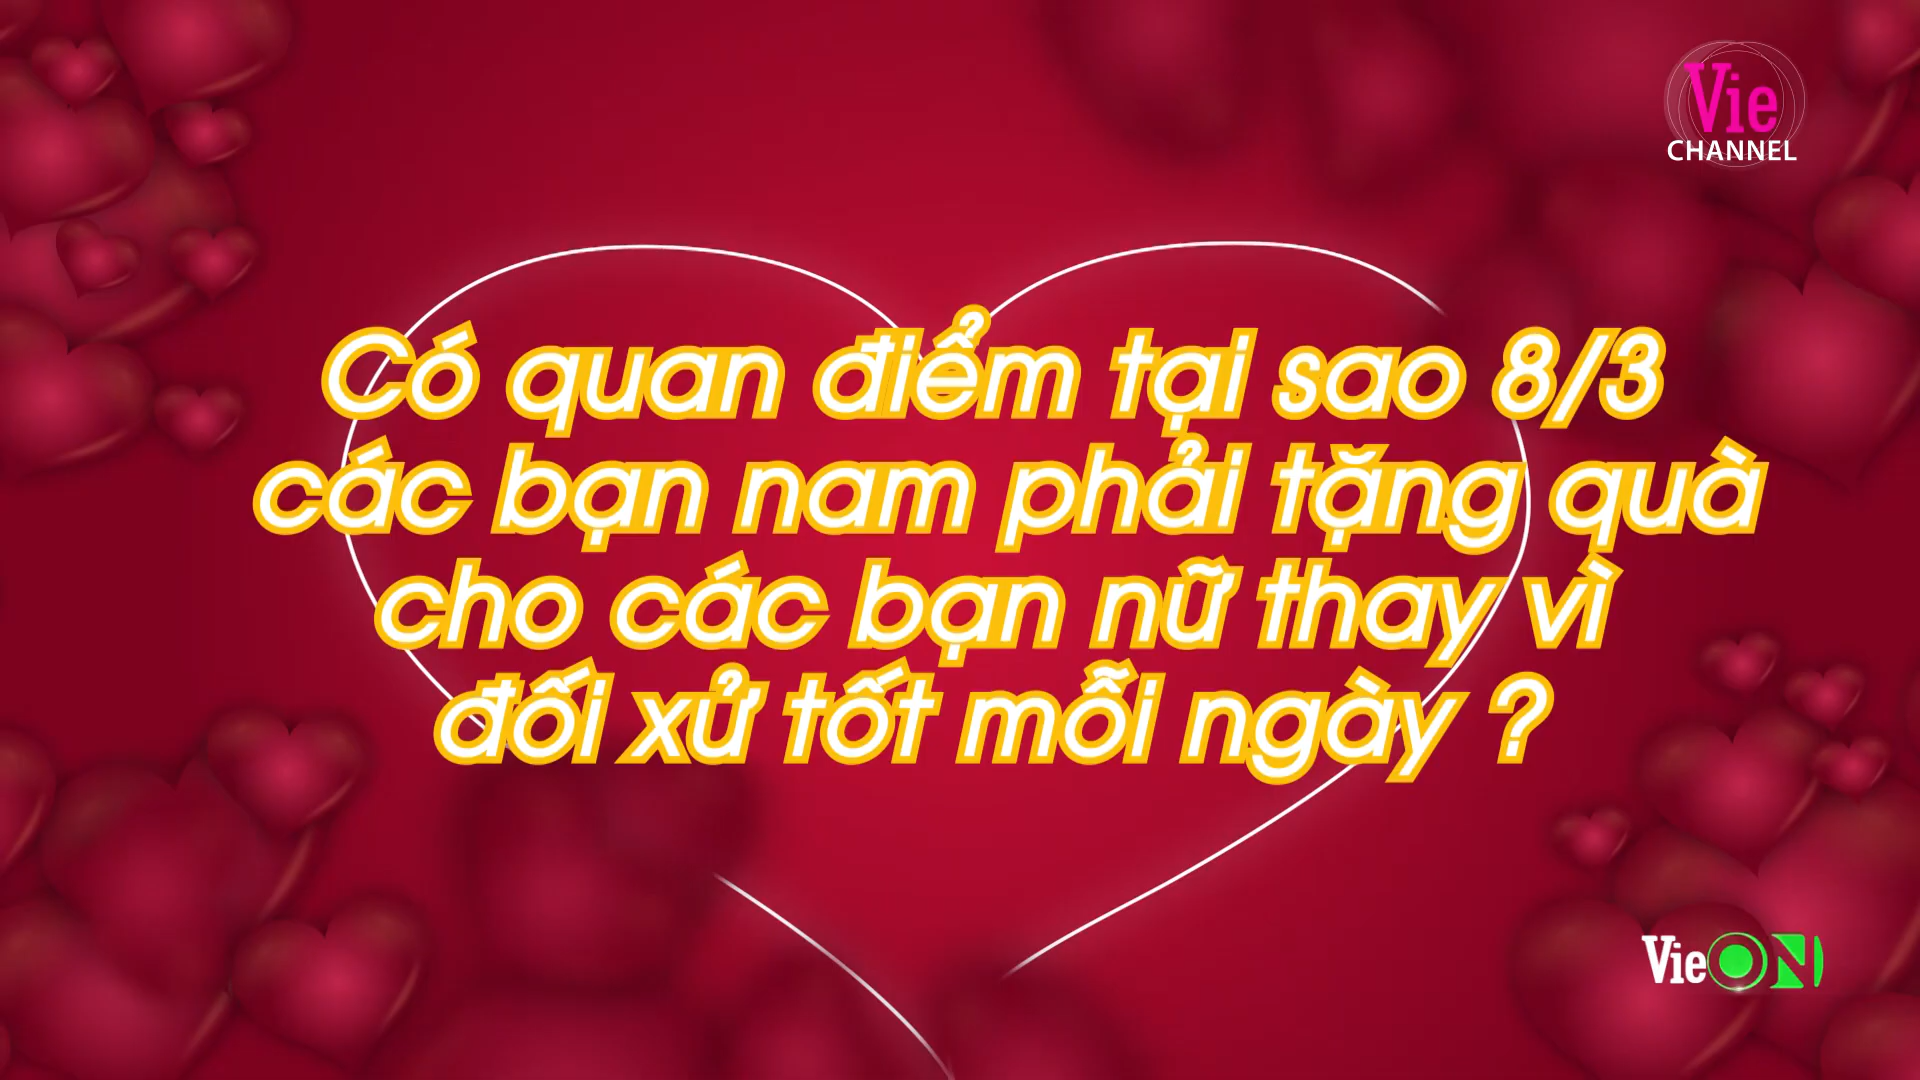 Vie
CHANNEL
Có quan điểm tại sao 8/3
các bạn nam phải tặng quà
cho các bạn nữ thay vì
đối xử tốt mỗi ngày ?
VieON